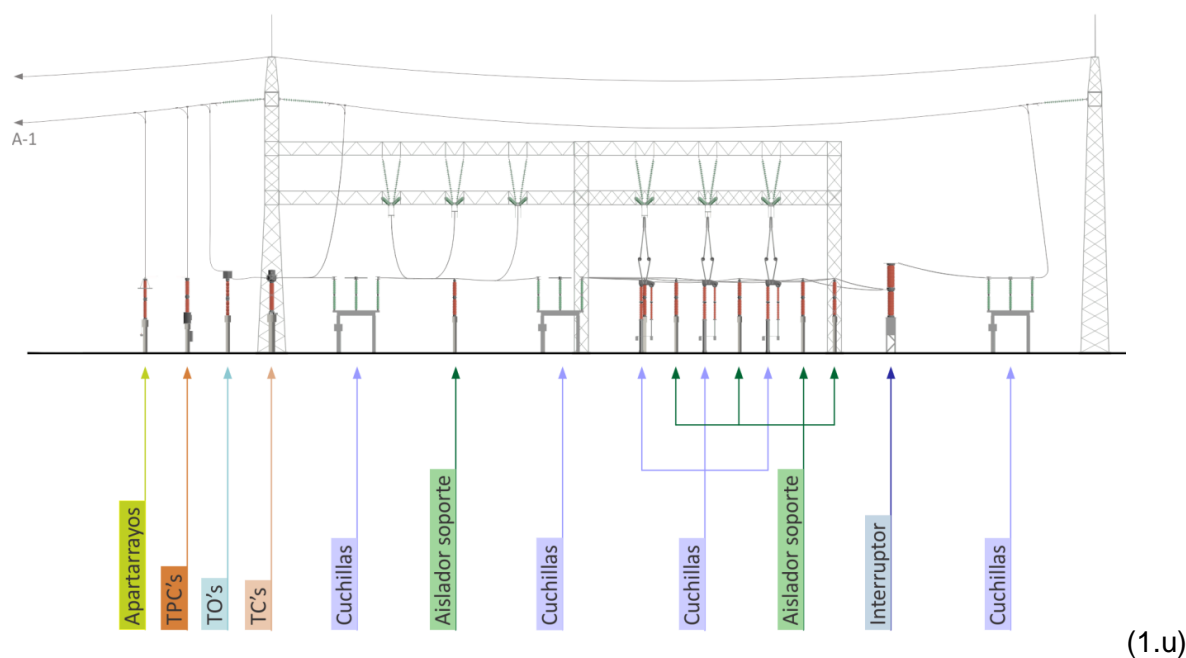 A-1
Apartarrayos
TPC's
TO's
TC's
Cuchillas
Aislador soporte
Cuchillas
Cuchillas
Aislador soporte
Interruptor
Cuchillas
(1.u)